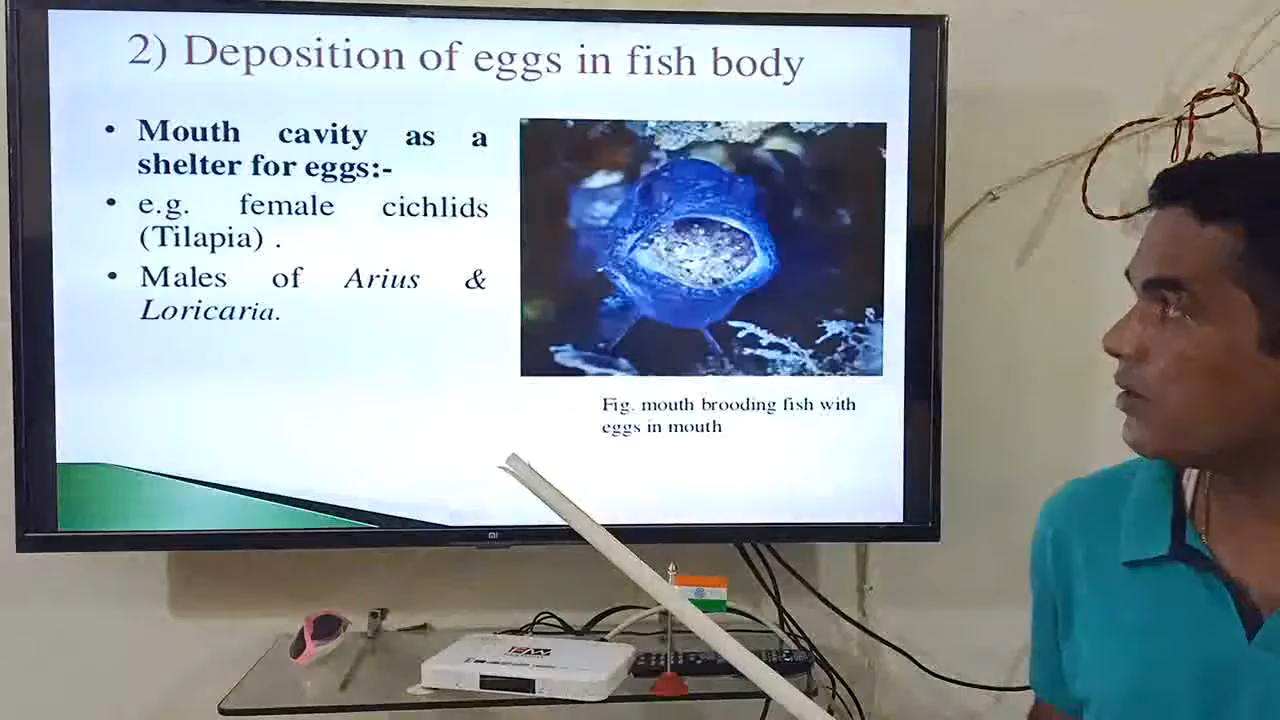 2) Deposition of eggs in fish body
• Mouth cavity as a
shelter for eggs:-
• e.g. female cichlids
(Tilapia) .
• Males of Arius &
Loricaria.
Fig. mouth brooding fish with
eggs in mouth
mi